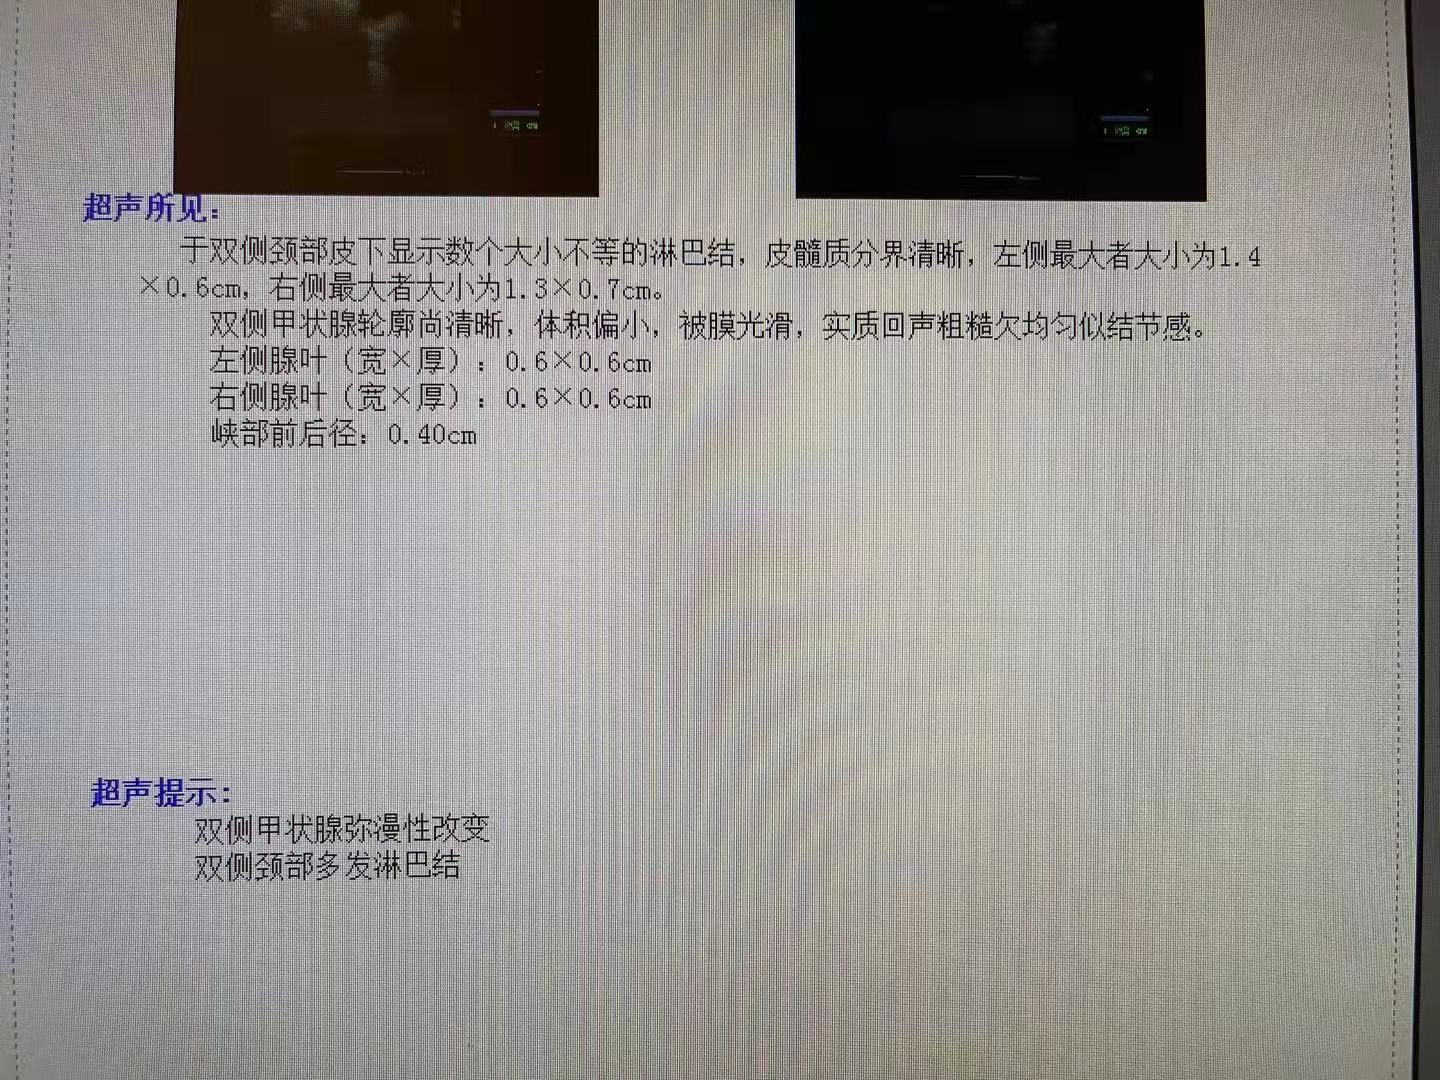 超声所见：
于双侧颈部皮下显示数个大小不等的淋巴结，皮髓质分界清晰，左侧最大者大小为1.4
×0.6cm，右侧最大者大小为1.3×0.7cm。
双侧甲状腺轮廓尚清晰，体积偏小，被膜光滑，实质回声粗糙欠均匀似结节感。
左侧腺叶（宽×厚）：0.6×0.6cm
右侧腺叶（宽×厚）：0.6×0.6cm
峡部前后径：0.40cm
超声提示：
双侧甲状腺弥漫性改变
双侧颈部多发淋巴结